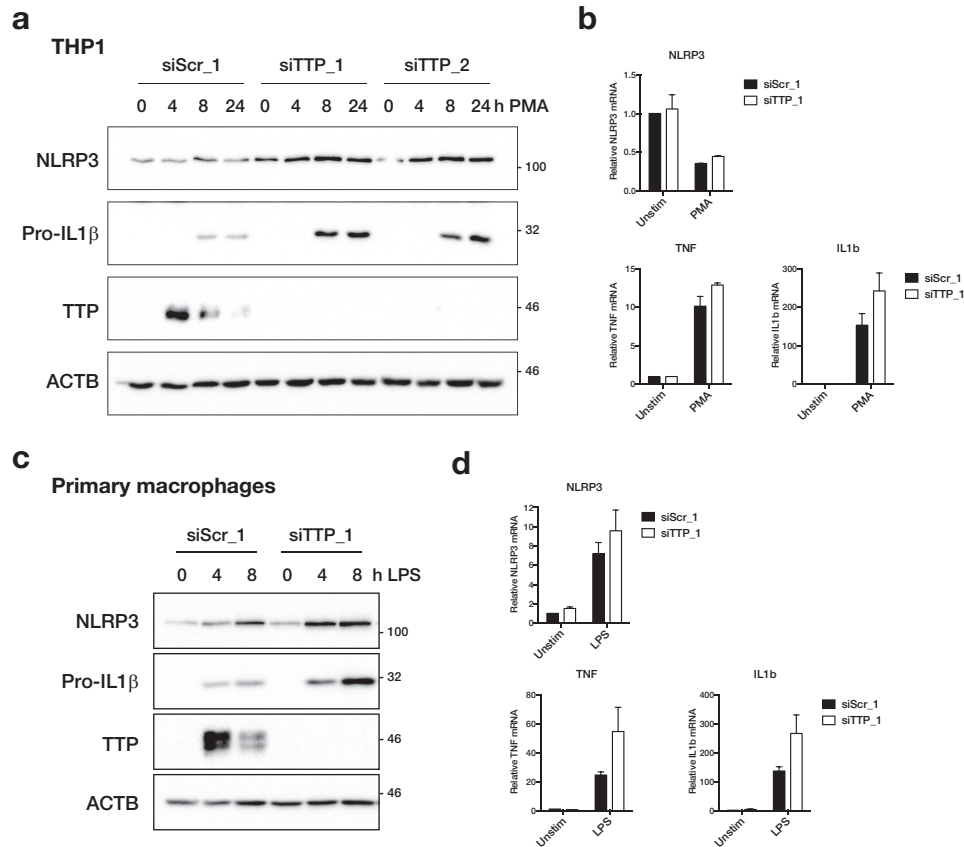 a
THP1
siScr_1 siTTP_1 siTTP_2
0 4 8 24 0 4 8 24 0 4 8 24 h PMA
NLRP3
100
Pro-IL1β
32
TTP
46
ACTB
46
b
NLRP3
Relative NLRP3 mRNA
1.5
1.0
0.5
0.0
Unstim PMA
siScr_1
siTTP_1
TNF
Relative TNF mRNA
15
10
5
0
Unstim PMA
IL1b
Relative IL1b mRNA
300
200
100
0
Unstim PMA
siScr_1
siTTP_1
c
Primary macrophages
siScr_1 siTTP_1
0 4 8 0 4 8 h LPS
NLRP3
100
Pro-IL1β
32
TTP
46
ACTB
46
d
NLRP3
Relative NLRP3 mRNA
12
10
8
6
4
2
0
Unstim LPS
siScr_1
siTTP_1
TNF
Relative TNF mRNA
80
60
40
20
0
Unstim LPS
IL1b
Relative IL1b mRNA
400
300
200
100
0
Unstim LPS
siScr_1
siTTP_1